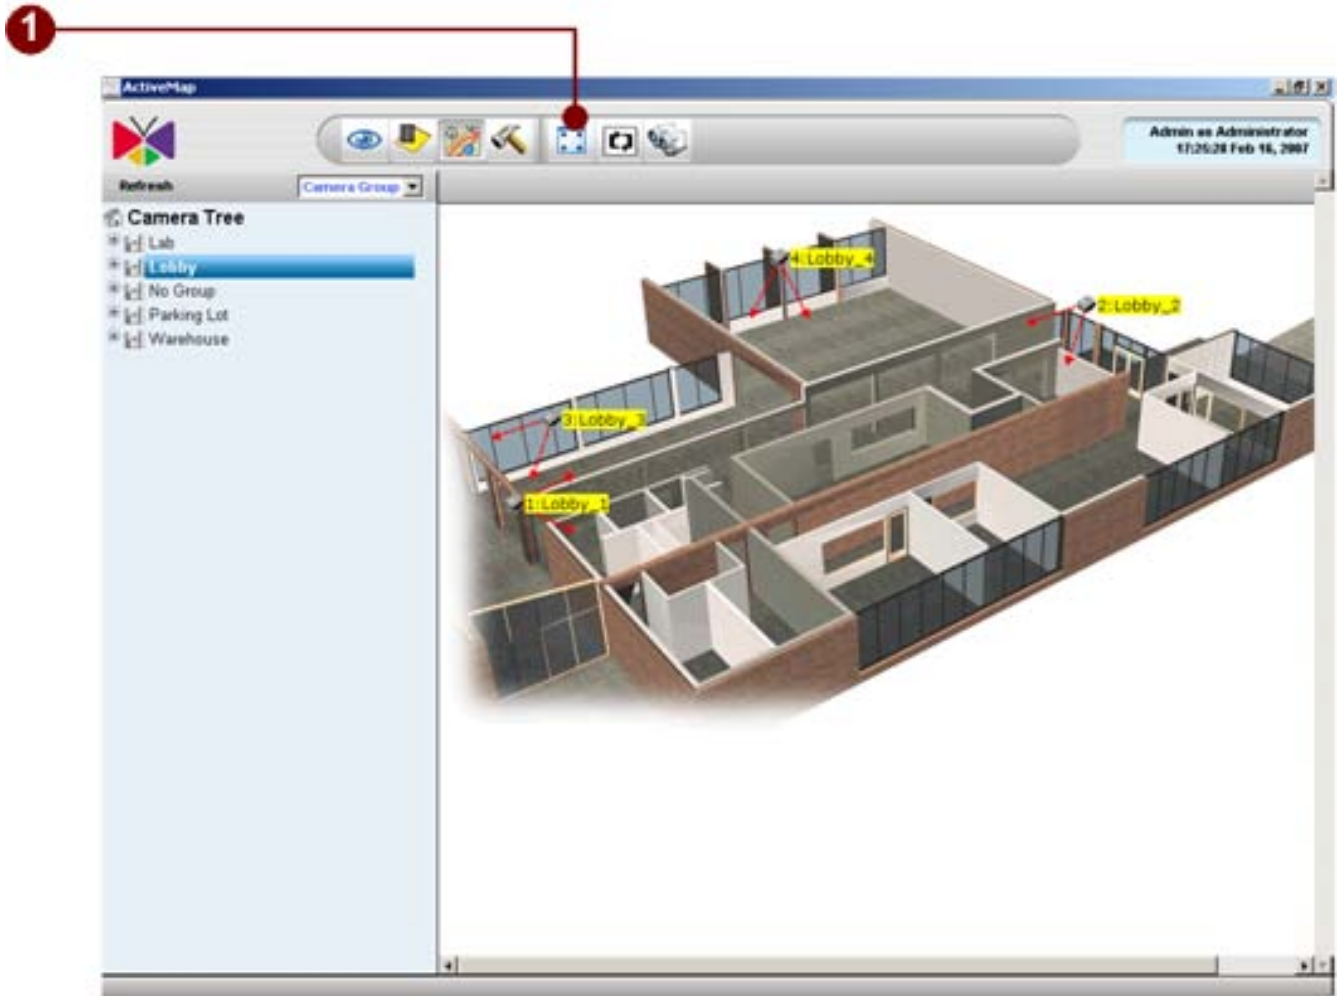 1
ActiveMap
Admin as Administrator
17:25:28 Feb 16, 2007
Refresh
Camera Group
Camera Tree
Lab
Lobby
No Group
Parking Lot
Warehouse
4:Lobby_4
2:Lobby_2
3:Lobby_3
1:Lobby_1